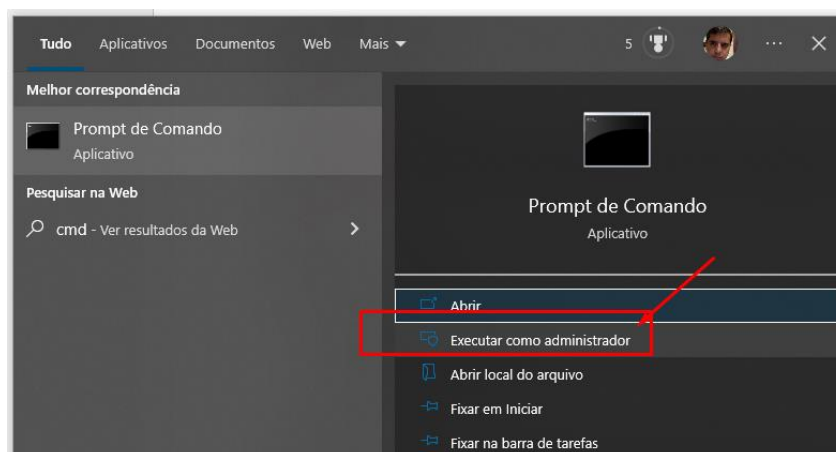 Tudo Aplicativos Documentos Web Mais 5 ...
Melhor correspondência
Prompt de Comando
Aplicativo
Pesquisar na Web
cmd - Ver resultados da Web
Prompt de Comando
Aplicativo
Abrir
Executar como administrador
Abrir local do arquivo
Fixar em Iniciar
Fixar na barra de tarefas